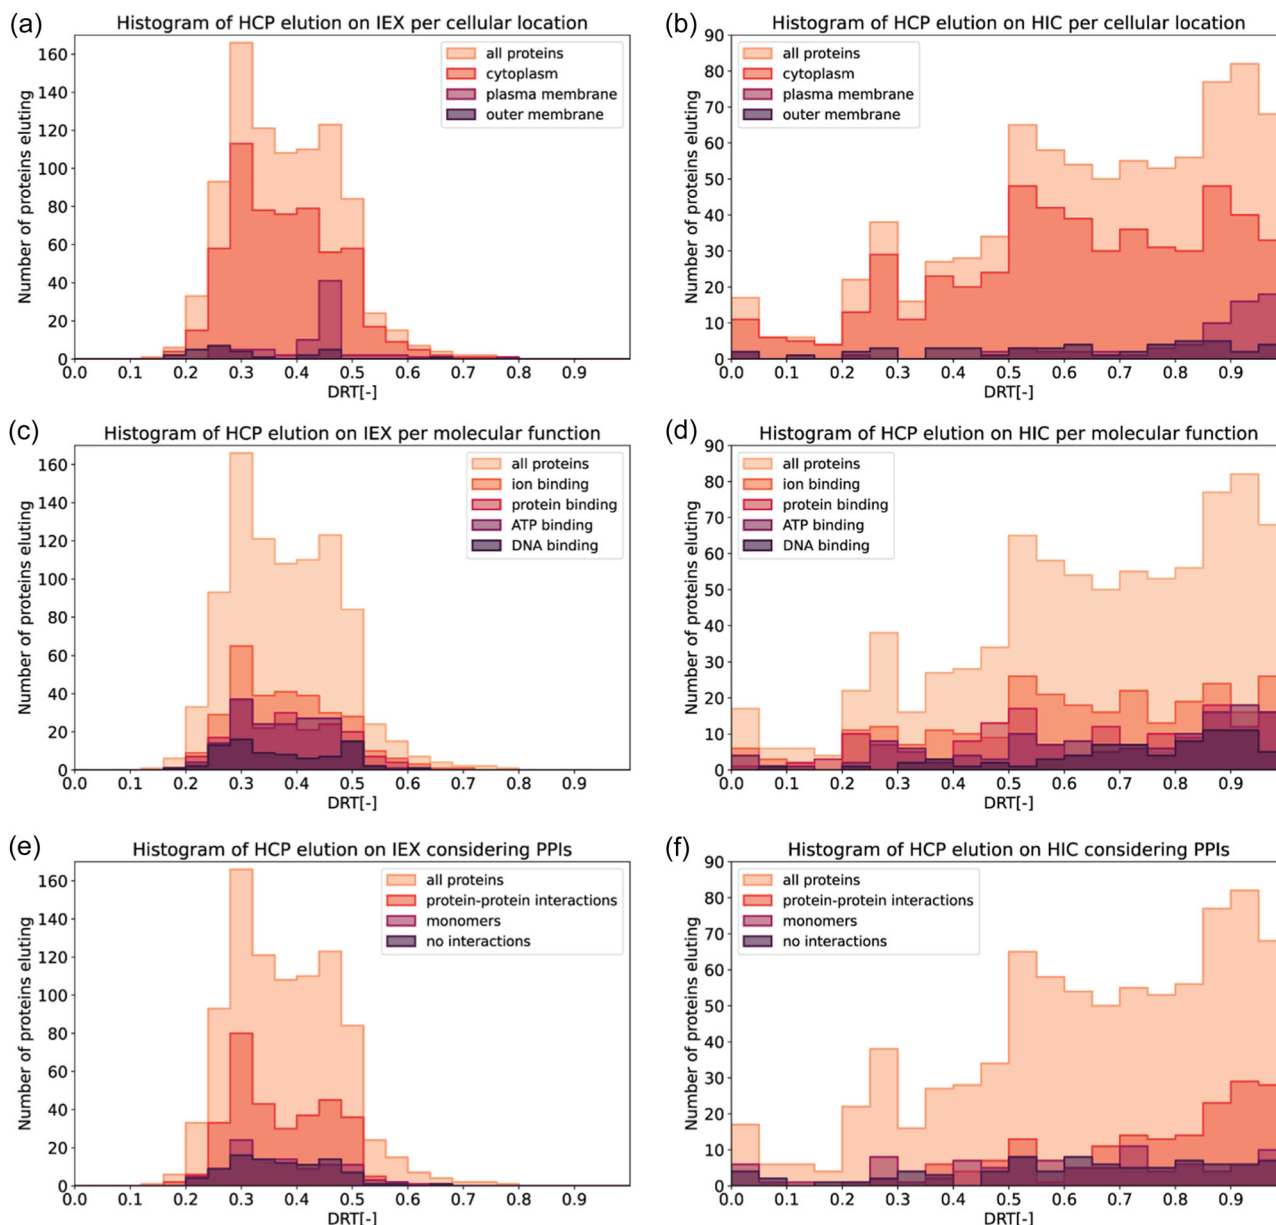 (a)
Histogram of HCP elution on IEX per cellular location
Number of proteins eluting
160
140
120
100
80
60
40
20
0
all proteins
cytoplasm
plasma membrane
outer membrane
0.0 0.1 0.2 0.3 0.4 0.5 0.6 0.7 0.8 0.9
DRT[-]
(b)
Histogram of HCP elution on HIC per cellular location
Number of proteins eluting
90
80
70
60
50
40
30
20
10
0
all proteins
cytoplasm
plasma membrane
outer membrane
0.0 0.1 0.2 0.3 0.4 0.5 0.6 0.7 0.8 0.9
DRT[-]
(c)
Histogram of HCP elution on IEX per molecular function
Number of proteins eluting
160
140
120
100
80
60
40
20
0
all proteins
ion binding
protein binding
ATP binding
DNA binding
0.0 0.1 0.2 0.3 0.4 0.5 0.6 0.7 0.8 0.9
DRT[-]
(d)
Histogram of HCP elution on HIC per molecular function
Number of proteins eluting
90
80
70
60
50
40
30
20
10
0
all proteins
ion binding
protein binding
ATP binding
DNA binding
0.0 0.1 0.2 0.3 0.4 0.5 0.6 0.7 0.8 0.9
DRT[-]
(e)
Histogram of HCP elution on IEX considering PPIs
Number of proteins eluting
160
140
120
100
80
60
40
20
0
all proteins
protein-protein interactions
monomers
no interactions
0.0 0.1 0.2 0.3 0.4 0.5 0.6 0.7 0.8 0.9
DRT[-]
(f)
Histogram of HCP elution on HIC considering PPIs
Number of proteins eluting
90
80
70
60
50
40
30
20
10
0
all proteins
protein-protein interactions
monomers
no interactions
0.0 0.1 0.2 0.3 0.4 0.5 0.6 0.7 0.8 0.9
DRT[-]